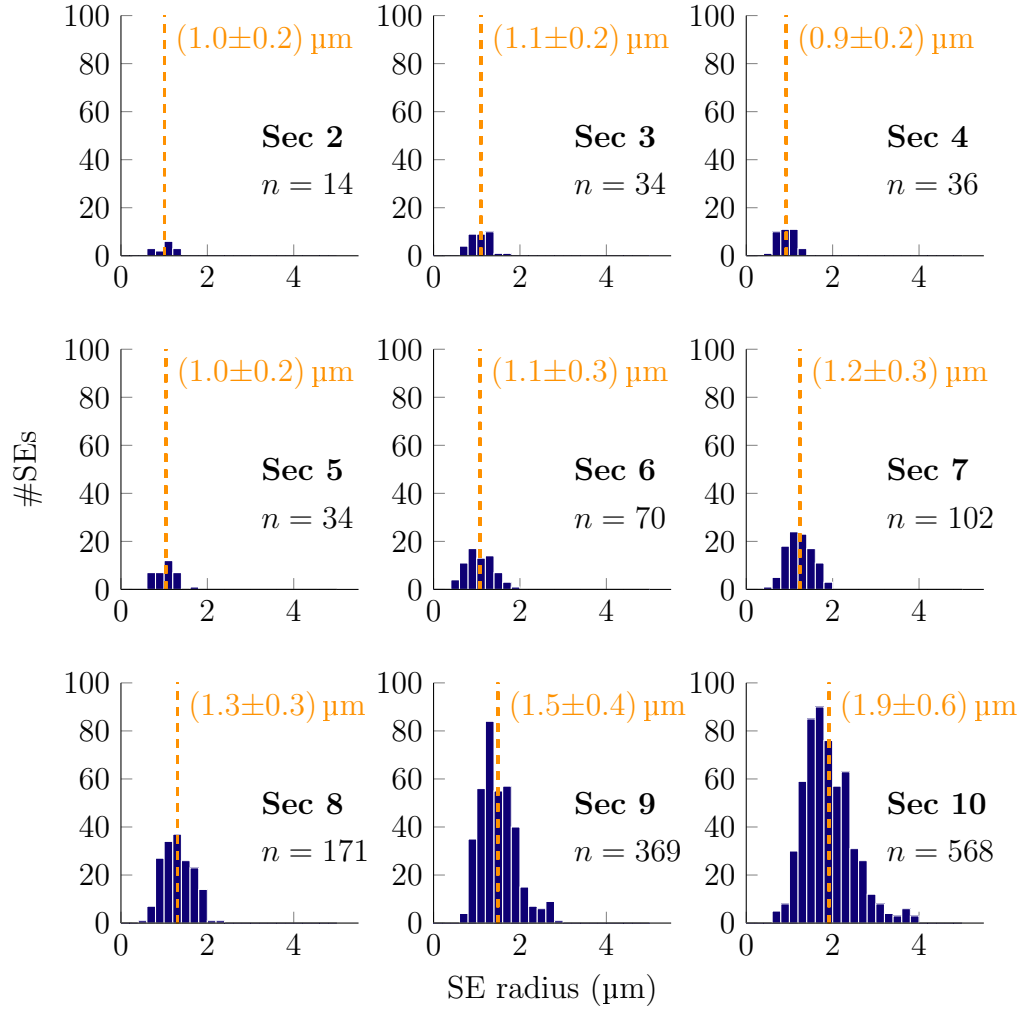 100
80
60
40
20
0
0 2 4
(1.0±0.2) µm
Sec 2
n = 14
100
80
60
40
20
0
0 2 4
(1.1±0.2) µm
Sec 3
n = 34
100
80
60
40
20
0
0 2 4
(0.9±0.2) µm
Sec 4
n = 36
#SEs
100
80
60
40
20
0
0 2 4
(1.0±0.2) µm
Sec 5
n = 34
100
80
60
40
20
0
0 2 4
(1.1±0.3) µm
Sec 6
n = 70
100
80
60
40
20
0
0 2 4
(1.2±0.3) µm
Sec 7
n = 102
100
80
60
40
20
0
0 2 4
(1.3±0.3) µm
Sec 8
n = 171
100
80
60
40
20
0
0 2 4
(1.5±0.4) µm
Sec 9
n = 369
100
80
60
40
20
0
0 2 4
(1.9±0.6) µm
Sec 10
n = 568
SE radius (µm)